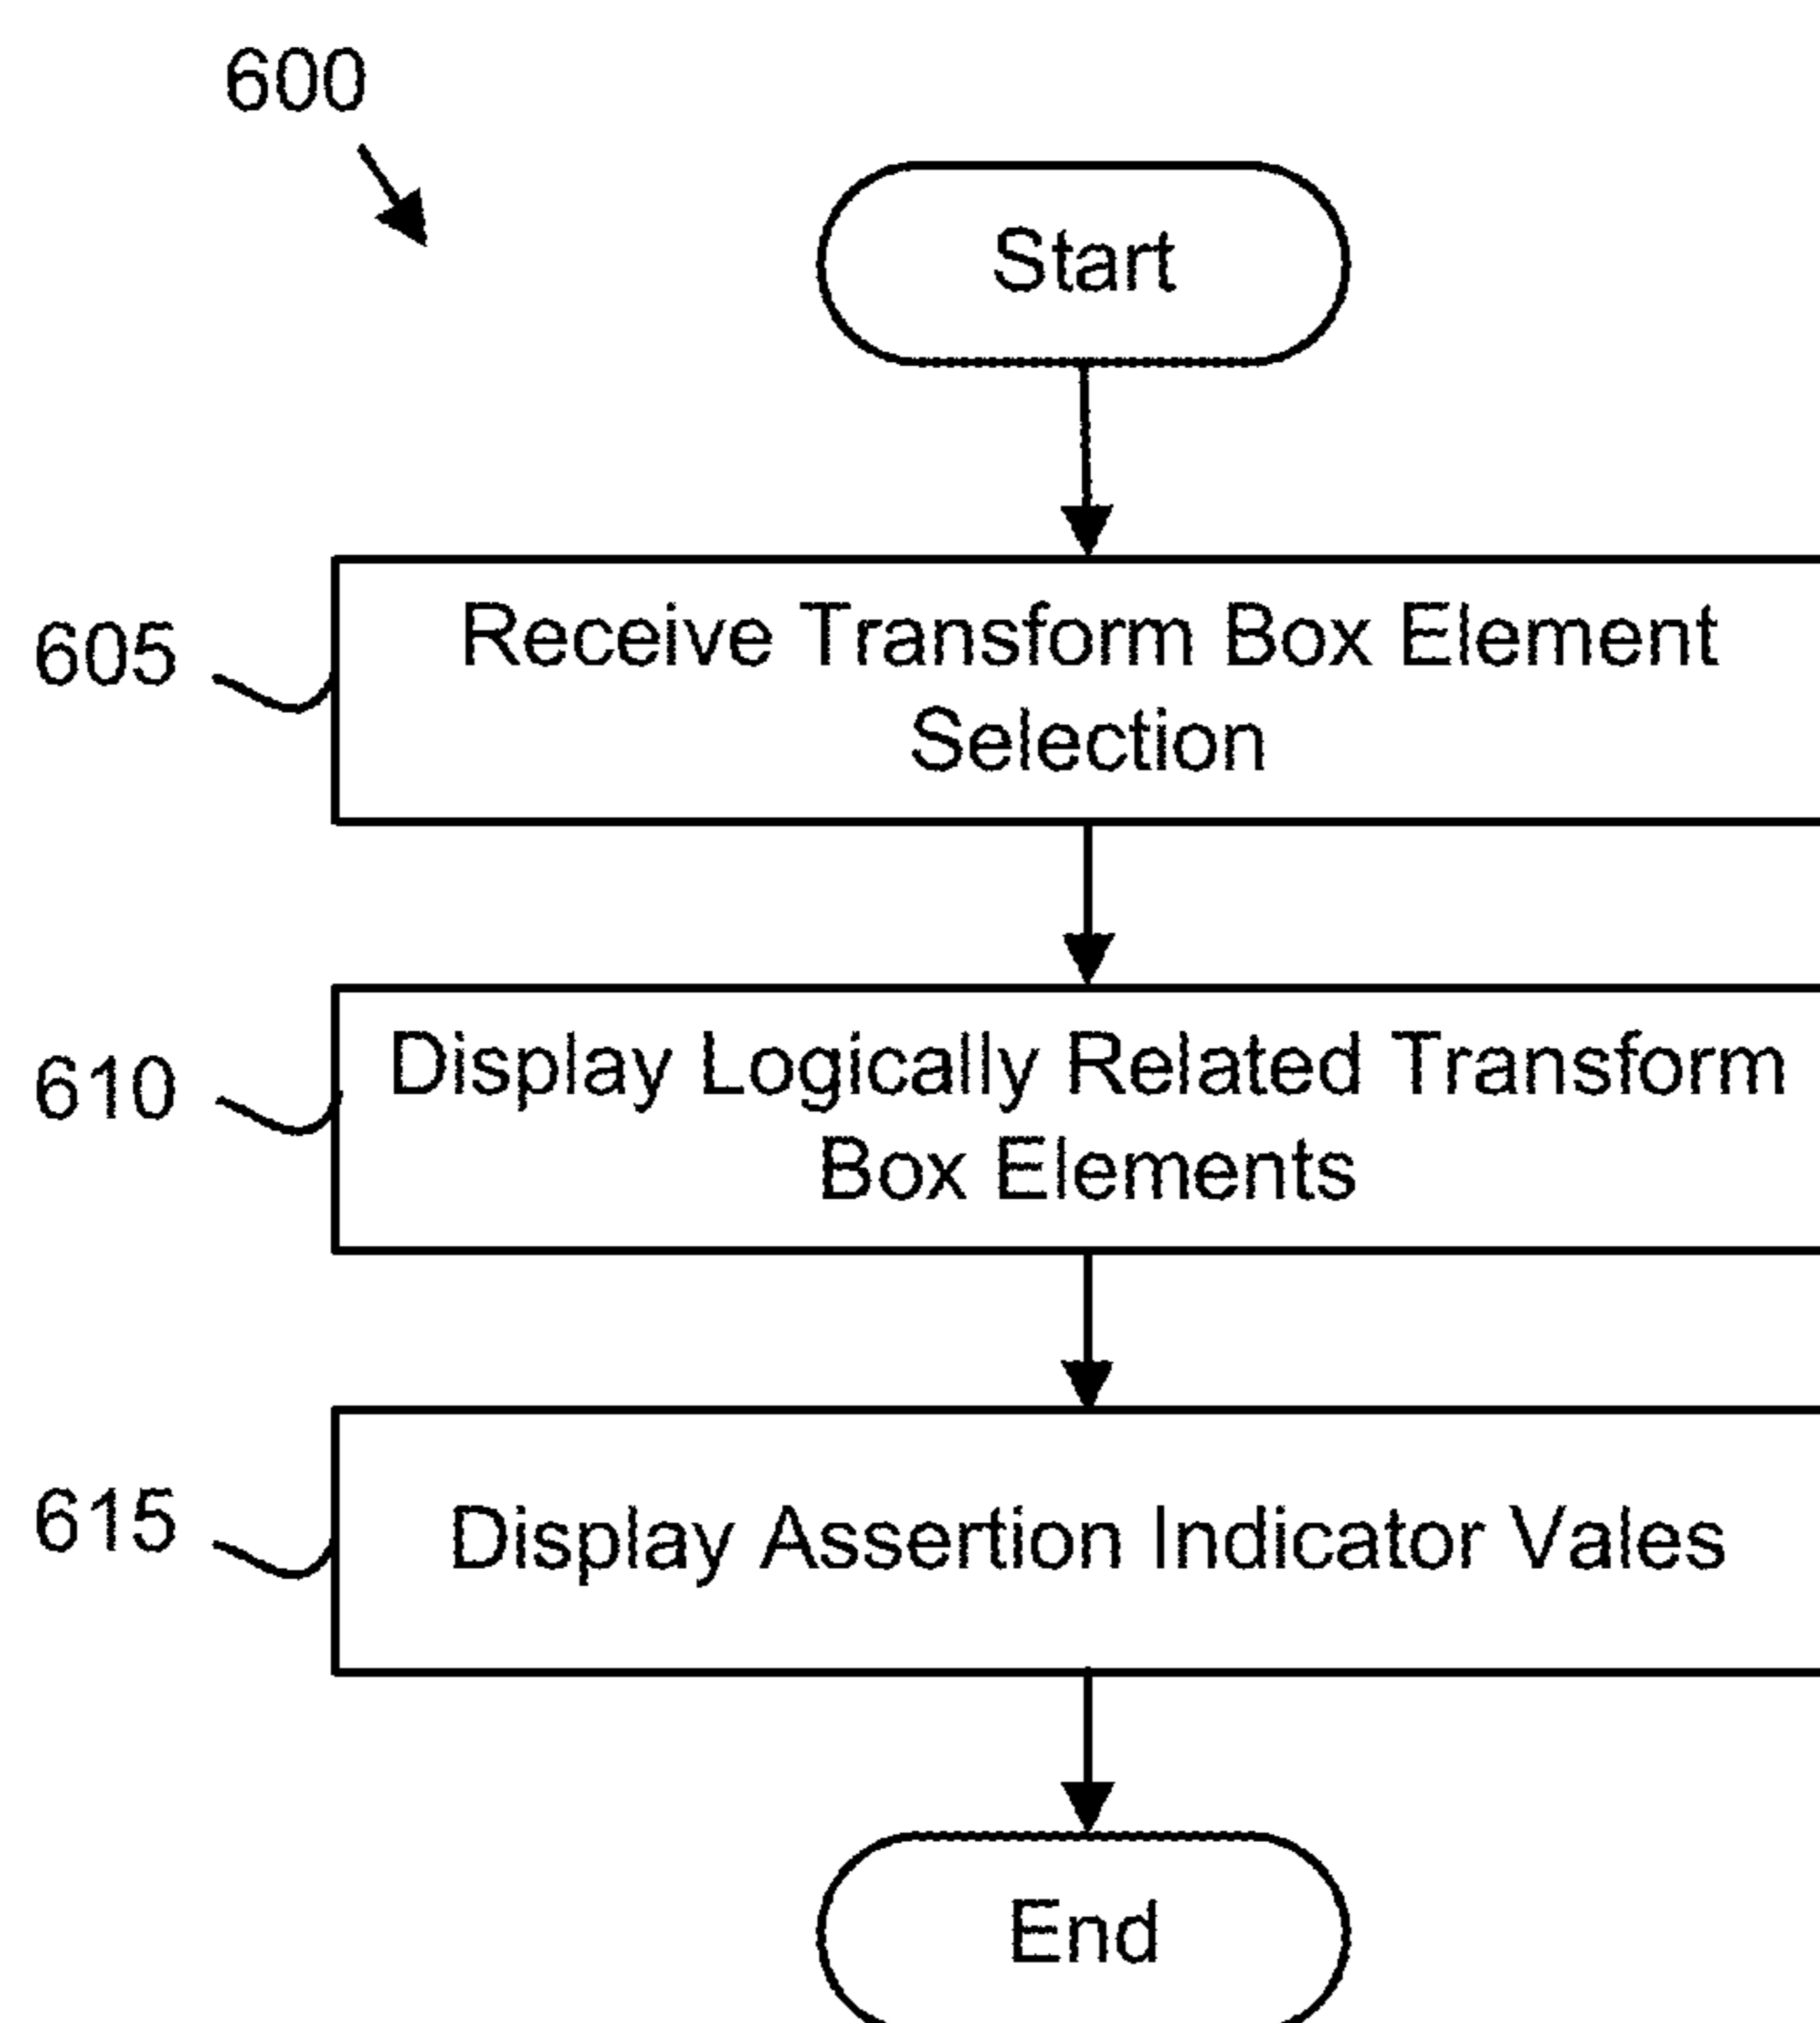 600
Start
605
Receive Transform Box Element
Selection
610
Display Logically Related Transform
Box Elements
615
Display Assertion Indicator Vales
End